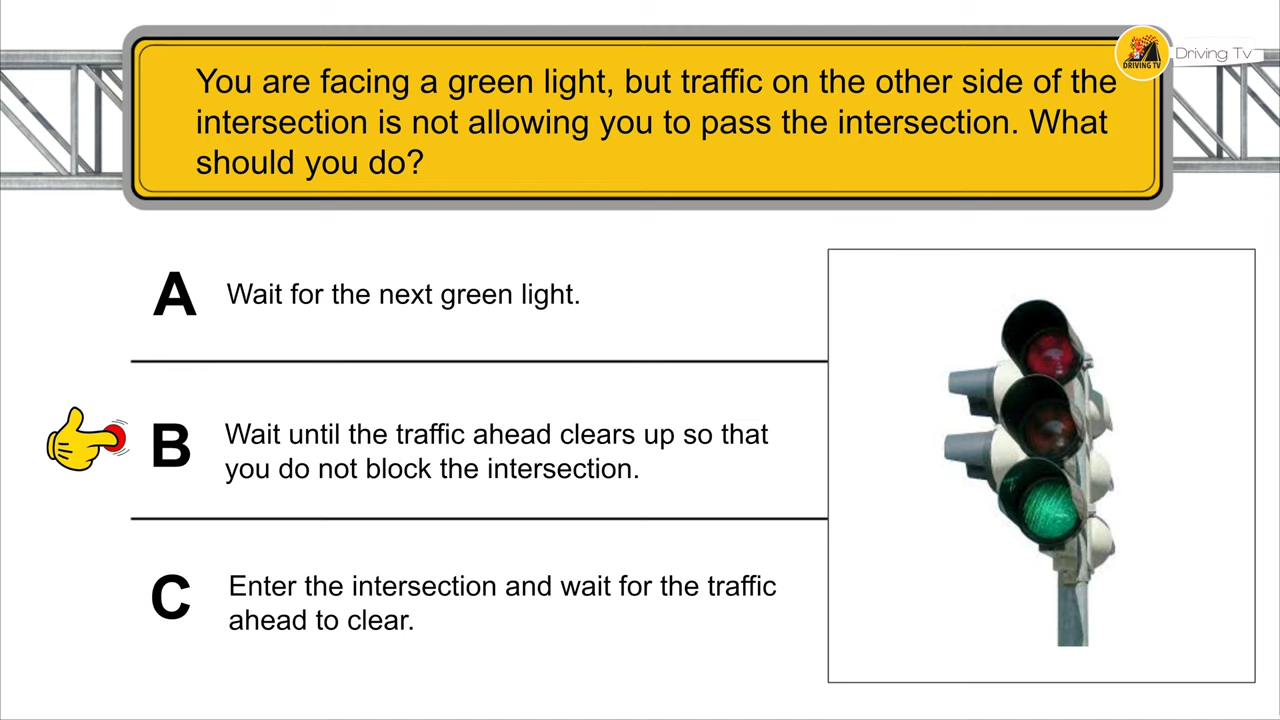 DRIVING TV
Driving Tv
You are facing a green light, but traffic on the other side of the
intersection is not allowing you to pass the intersection. What
should you do?
A
Wait for the next green light.
B
Wait until the traffic ahead clears up so that
you do not block the intersection.
C
Enter the intersection and wait for the traffic
ahead to clear.